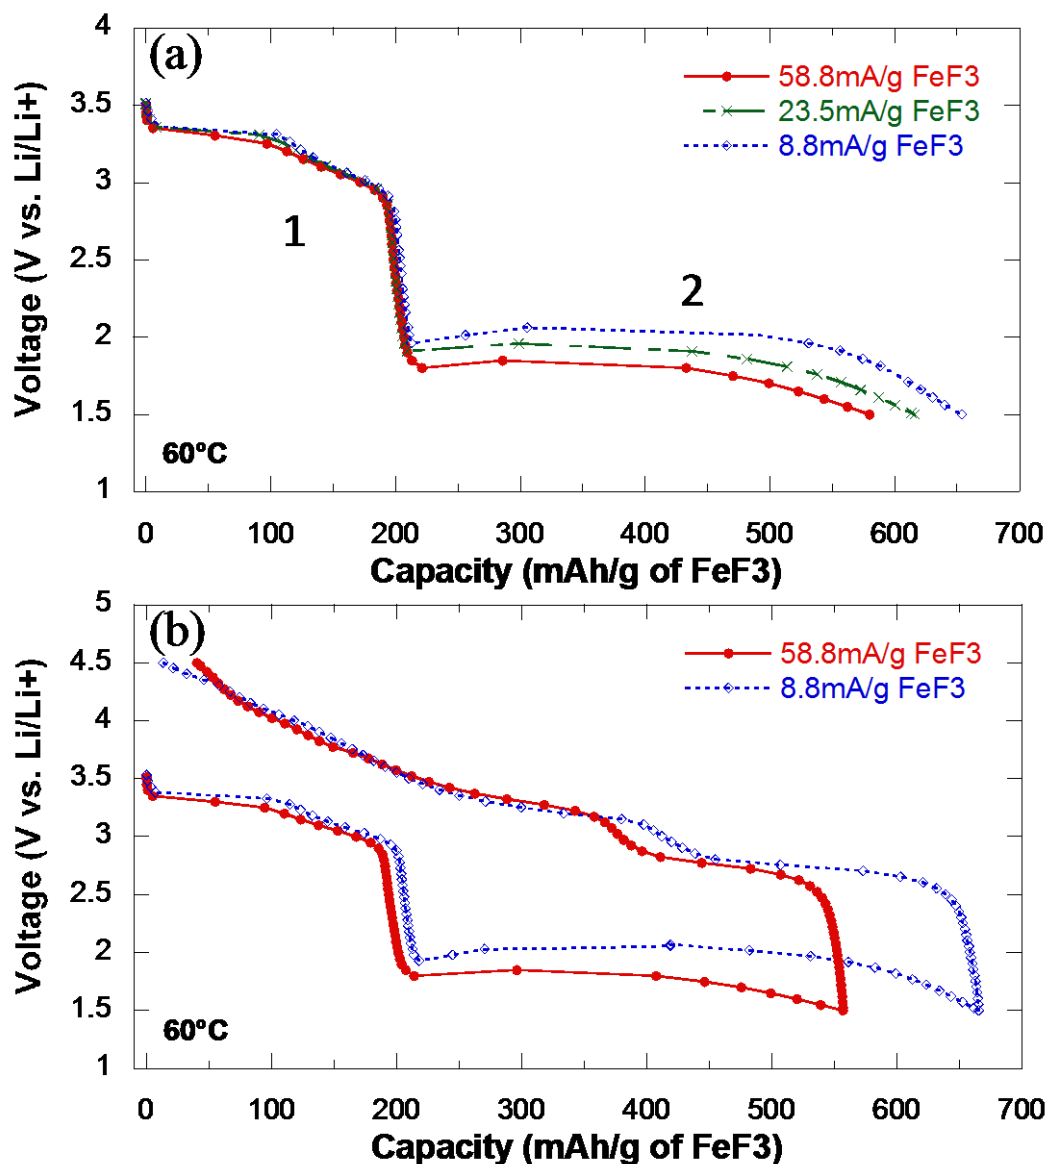 (a)
58.8mA/g FeF3
23.5mA/g FeF3
8.8mA/g FeF3
Voltage (V vs. Li/Li+)
4
3.5
3
2.5
2
1.5
1
1
2
60ºC
0 100 200 300 400 500 600 700
Capacity (mAh/g of FeF3)
(b)
58.8mA/g FeF3
8.8mA/g FeF3
Voltage (V vs. Li/Li+)
5
4.5
4
3.5
3
2.5
2
1.5
1
60ºC
0 100 200 300 400 500 600 700
Capacity (mAh/g of FeF3)